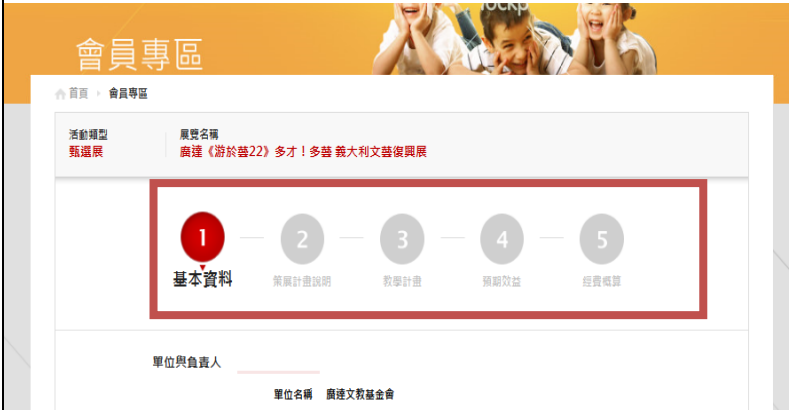 會員專區
首頁 › 會員專區
活動類型 展覽名稱
甄選展 廣達《游於藝22》多才！多藝 義大利文藝復興展
1 2 3 4 5
基本資料 策展計畫說明 教學計畫 預期效益 經費概算
單位與負責人
單位名稱 廣達文教基金會